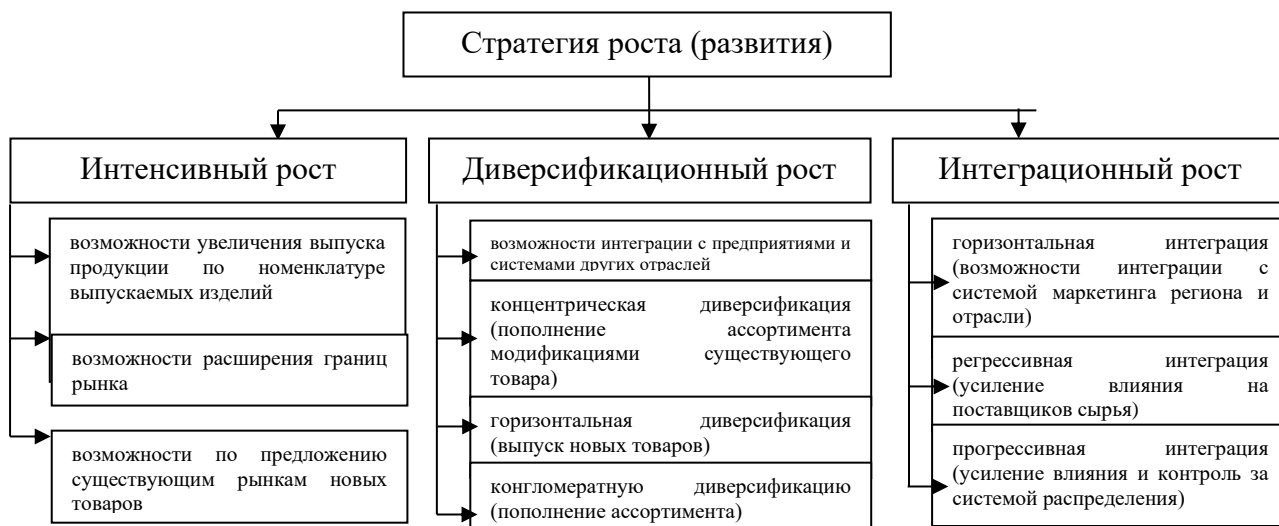 Стратегия роста (развития)
Интенсивный рост
возможности увеличения выпуска
продукции по номенклатуре
выпускаемых изделий
возможности расширения границ
рынка
возможности по предложению
существующим рынкам новых
товаров
Диверсификационный рост
возможности интеграции с предприятиями и
системами других отраслей
концентрическая диверсификация
(пополнение ассортимента
модификациями существующего
товара)
горизонтальная диверсификация
(выпуск новых товаров)
конгломератную диверсификацию
(пополнение ассортимента)
Интеграционный рост
горизонтальная интеграция
(возможности интеграции с
системой маркетинга региона и
отрасли)
регрессивная интеграция
(усиление влияния на
поставщиков сырья)
прогрессивная интеграция
(усиление влияния и контроль за
системой распределения)